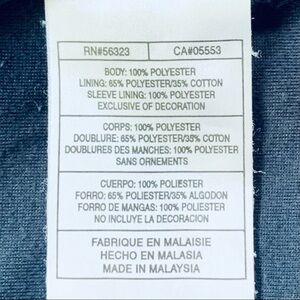 RN#56323 CA#05553
BODY: 100% POLYESTER
LINING: 65% POLYESTER/35% COTTON
SLEEVE LINING: 100% POLYESTER
EXCLUSIVE OF DECORATION
CORPS: 100% POLYESTER
DOUBLURE: 65% POLYESTER/35% COTON
DOUBLURES DES MANCHES: 100% POLYESTER
SANS ORNEMENTS
CUERPO: 100% POLIESTER
FORRO: 65% POLIESTER/35% ALGODON
FORRO DE MANGAS: 100% POLIESTER
NO INCLUYE LA DECORACION
FABRIQUE EN MALAISIE
HECHO EN MALASIA
MADE IN MALAYSIA